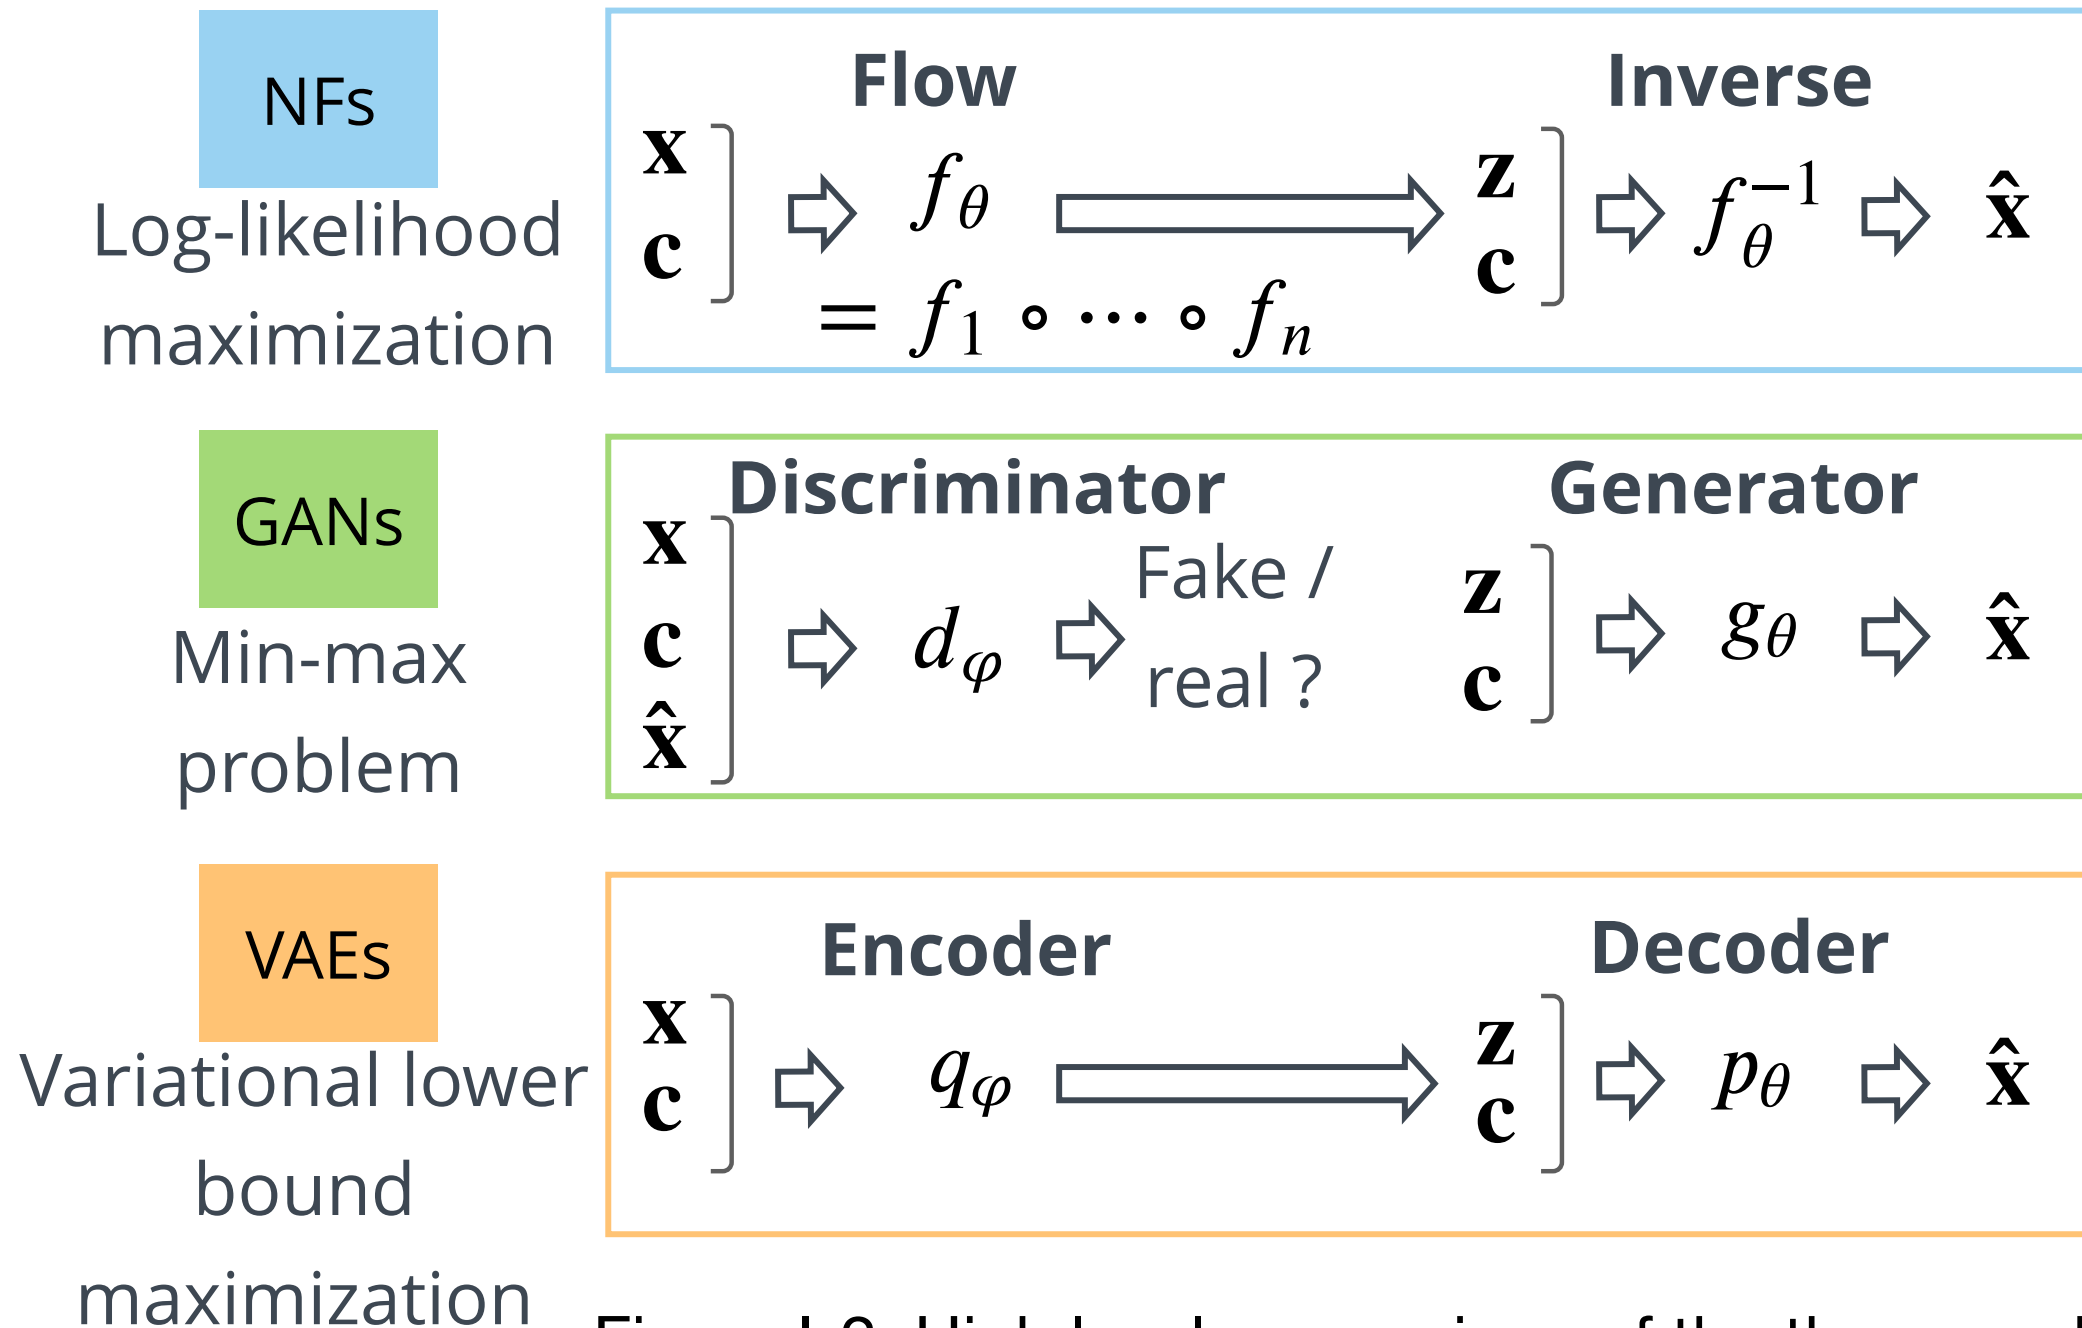 NFs
Log-likelihood
maximization
Flow
Inverse
x
c
f_θ
= f_1 ∘ ⋯ ∘ f_n
z
c
f_θ^{-1}
x̂
GANs
Min-max
problem
Discriminator
Generator
x
c
x̂
d_φ
Fake /
real ?
z
c
g_θ
x̂
VAEs
Variational lower
bound
maximization
Encoder
Decoder
x
c
q_φ
z
c
p_θ
x̂